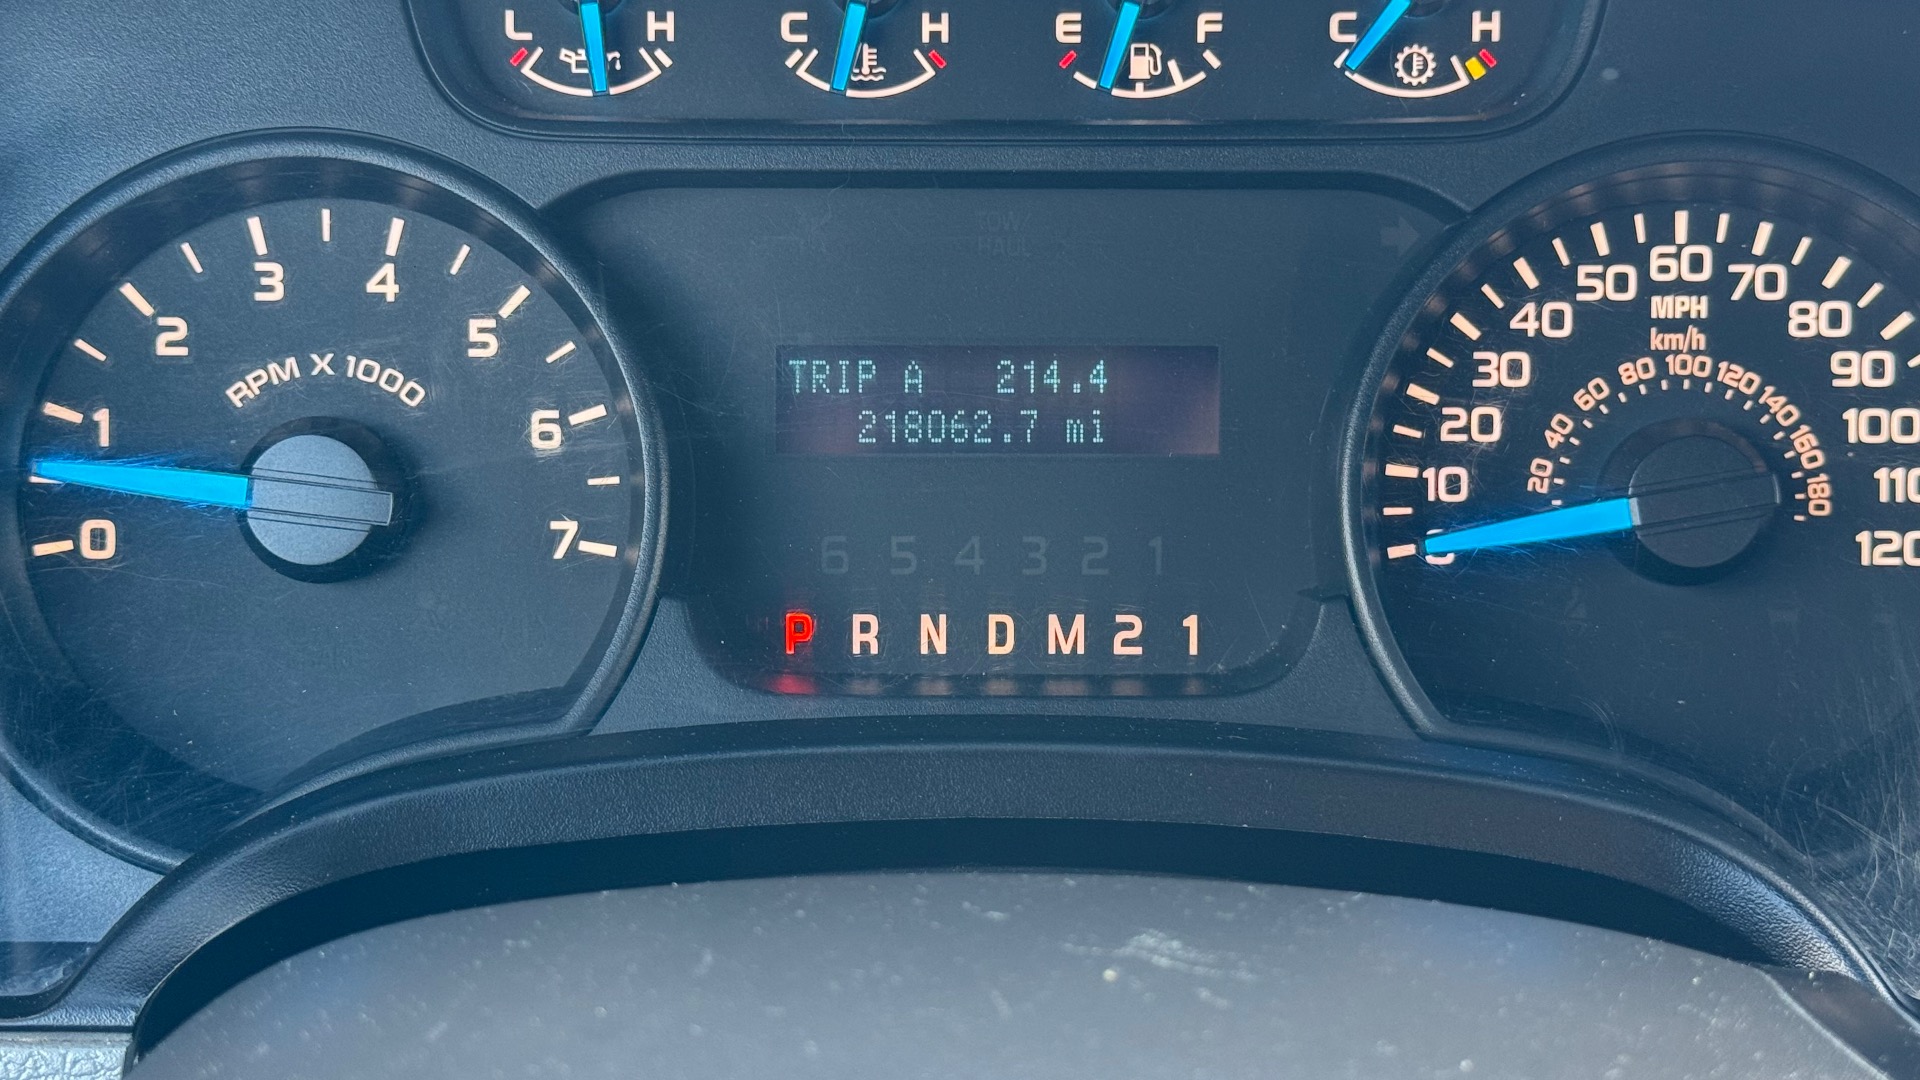 L H
C H
E F
C H
TOW
HAUL
0 1 2 3 4 5 6 7
RPM X 1000
TRIP A 214.4
218062.7 mi
6 5 4 3 2 1
P R N D M 2 1
10 20 30 40 50 60 70 80 90 100 110 120
MPH
km/h
20 40 60 80 100 120 140 160 180